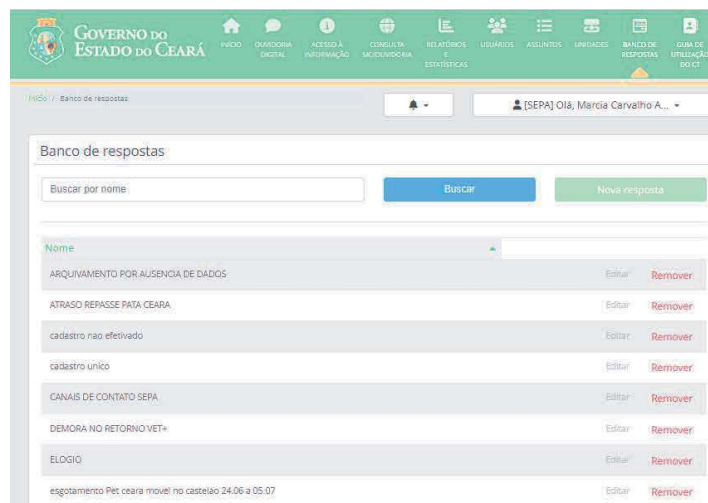 GOVERNO DO
ESTADO DO CEARÁ
INÍCIO
OUVIDORIA
DIGITAL
ACESSO À
INFORMAÇÃO
CONSULTA
SIC/OUVIDORIA
RELATÓRIOS
E
ESTATÍSTICAS
USUÁRIOS
ASSUNTOS
UNIDADES
BANCO DE
RESPOSTAS
GUIA DE
UTILIZAÇÃO
DO CT
Início / Banco de respostas
[SEPA] Olá, Marcia Carvalho A...
Banco de respostas
Buscar por nome
Buscar
Nova resposta
Nome
ARQUIVAMENTO POR AUSENCIA DE DADOS Editar Remover
ATRASO REPASSE PATA CEARA Editar Remover
cadastro nao efetivado Editar Remover
cadastro unico Editar Remover
CANAIS DE CONTATO SEPA Editar Remover
DEMORA NO RETORNO VET+ Editar Remover
ELOGIO Editar Remover
esgotamento Pet ceara movel no castelao 24.06 a 05.07 Editar Remover